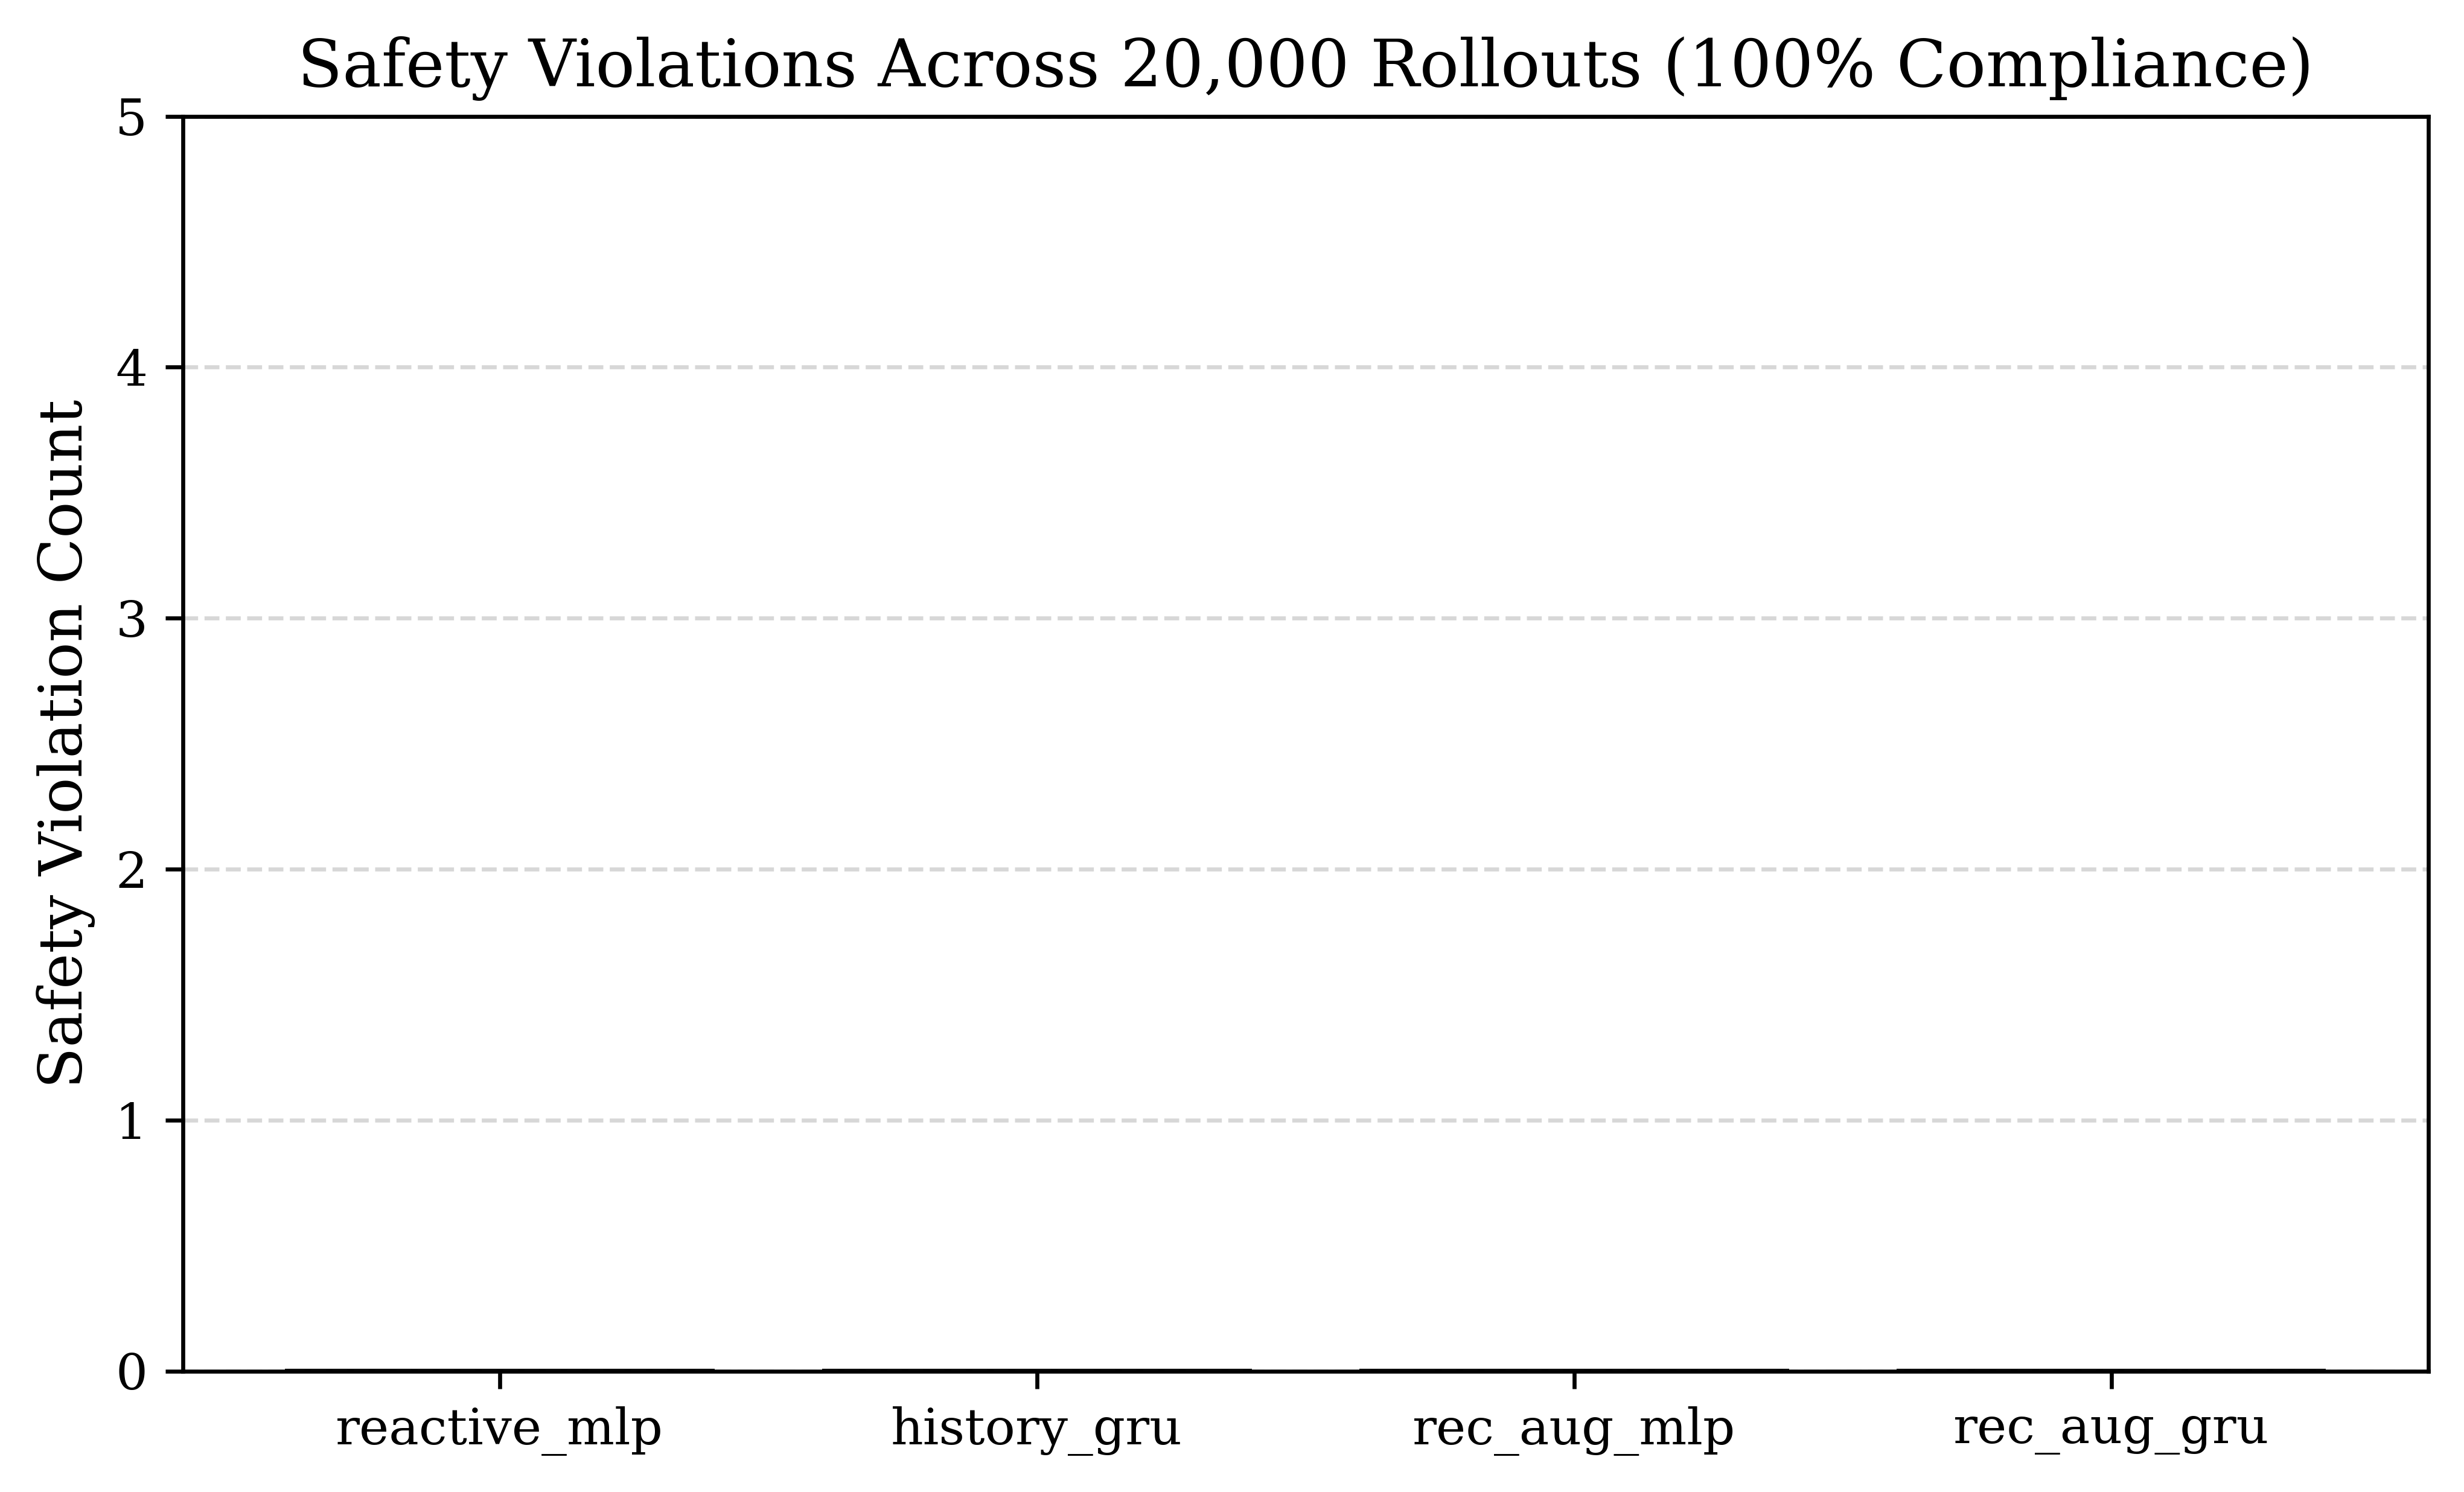 Safety Violations Across 20,000 Rollouts (100% Compliance)
Safety Violation Count
5
4
3
2
1
0
reactive_mlp
history_gru
rec_aug_mlp
rec_aug_gru